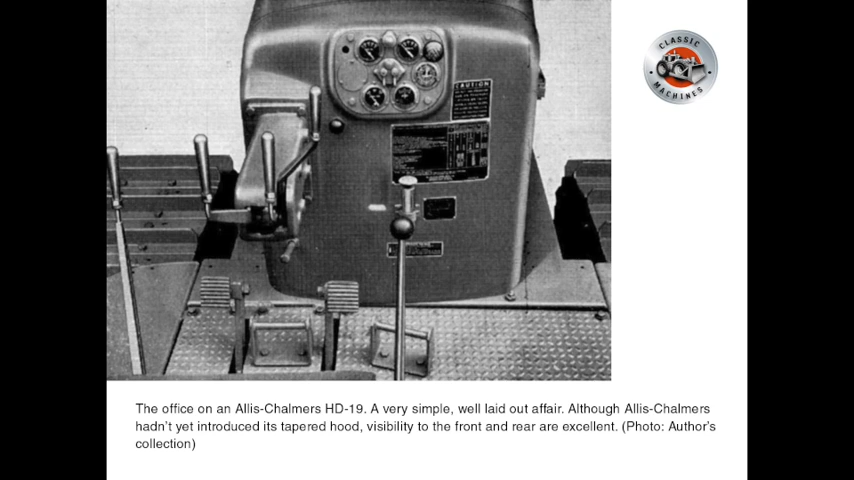 CLASSIC
MACHINES
CAUTION
The office on an Allis-Chalmers HD-19. A very simple, well laid out affair. Although Allis-Chalmers
hadn't yet introduced its tapered hood, visibility to the front and rear are excellent. (Photo: Author's
collection)